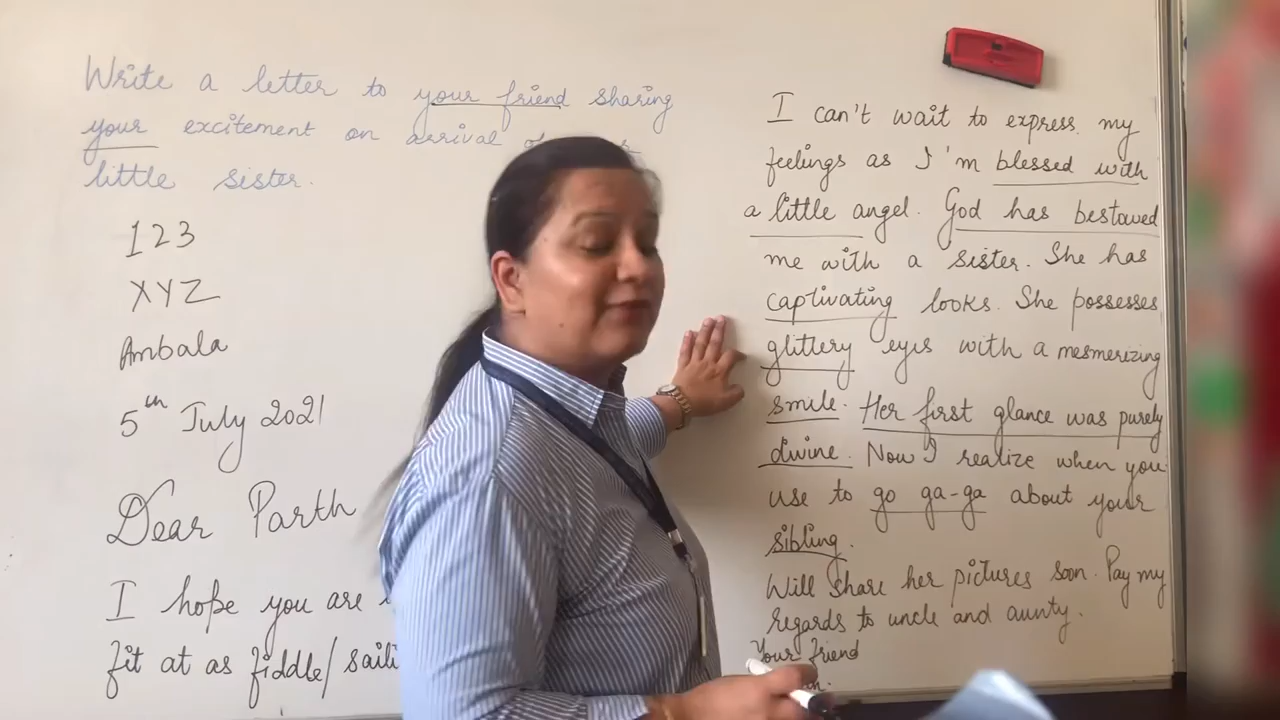 Write a letter to your friend sharing
your excitement on arrival
little sister.
123
XYZ
Ambala
5th July 2021
Dear Parth
I hope you are
fit at as fiddle/ saili
I can't wait to express my
feelings as I'm blessed with
a little angel. God has bestowed
me with a sister. She has
captivating looks. She possesses
glittery eyes with a mesmerizing
smile. Her first glance was purely
divine. Now I realize when you
use to go ga-ga about your
sibling.
Will share her pictures soon. Pay my
regards to uncle and aunty.
Your friend